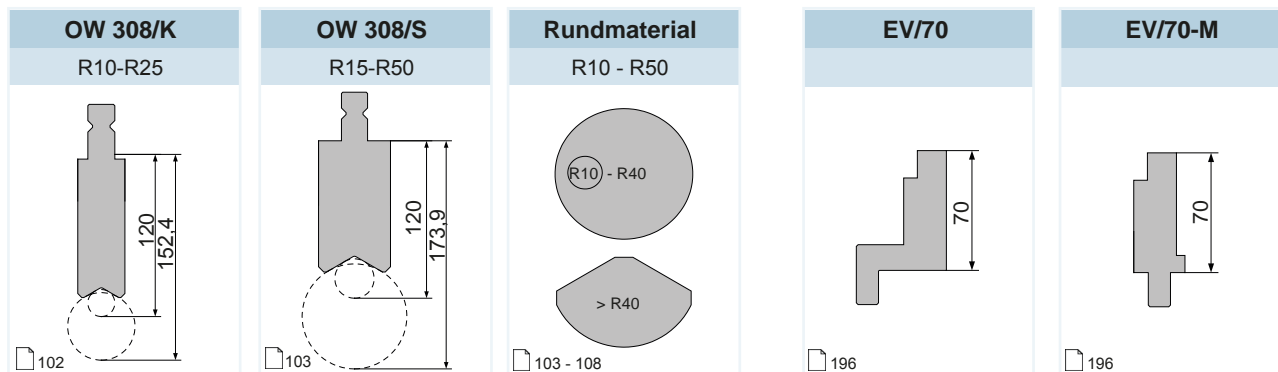 OW 308/K
R10-R25
120
152,4
102
OW 308/S
R15-R50
120
173,9
103
Rundmaterial
R10 - R50
R10 - R40
> R40
103 - 108
EV/70
70
196
EV/70-M
70
196